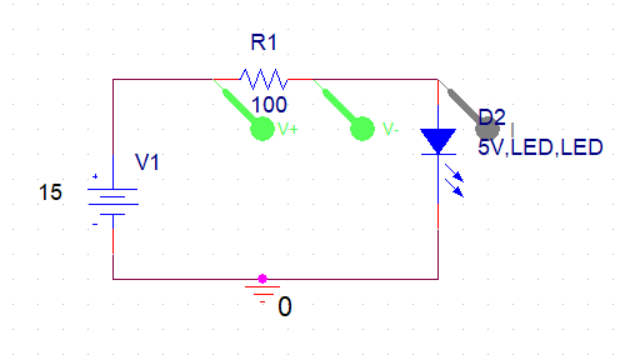 R1
100
V+
V-
D2
I
5V,LED,LED
V1
+
15
-
0